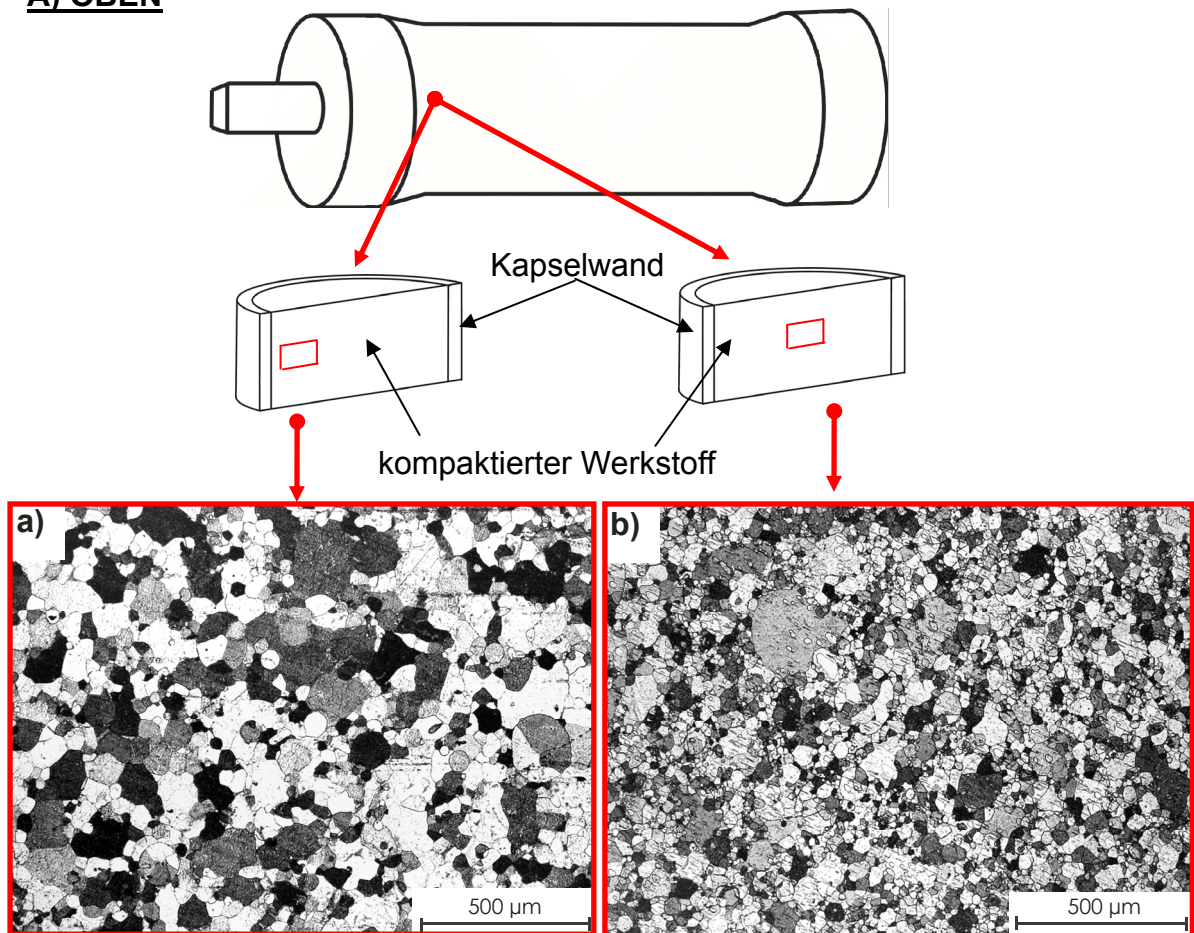 A) OBEN
Kapselwand
kompaktierter Werkstoff
a)
b)
500 µm
500 µm